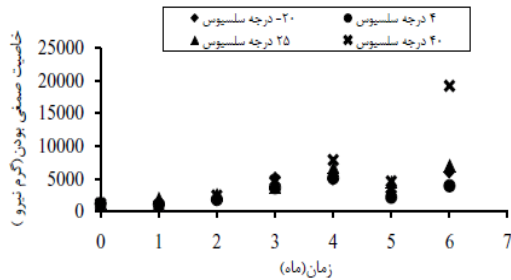 -۲۰ درجه سلسیوس ۴ درجه سلسیوس
۲۵ درجه سلسیوس ۴۰ درجه سلسیوس
خاصیت صمغی بودن(گرم نیرو )
25000
20000
15000
10000
5000
0
0 1 2 3 4 5 6 7
زمان(ماه)